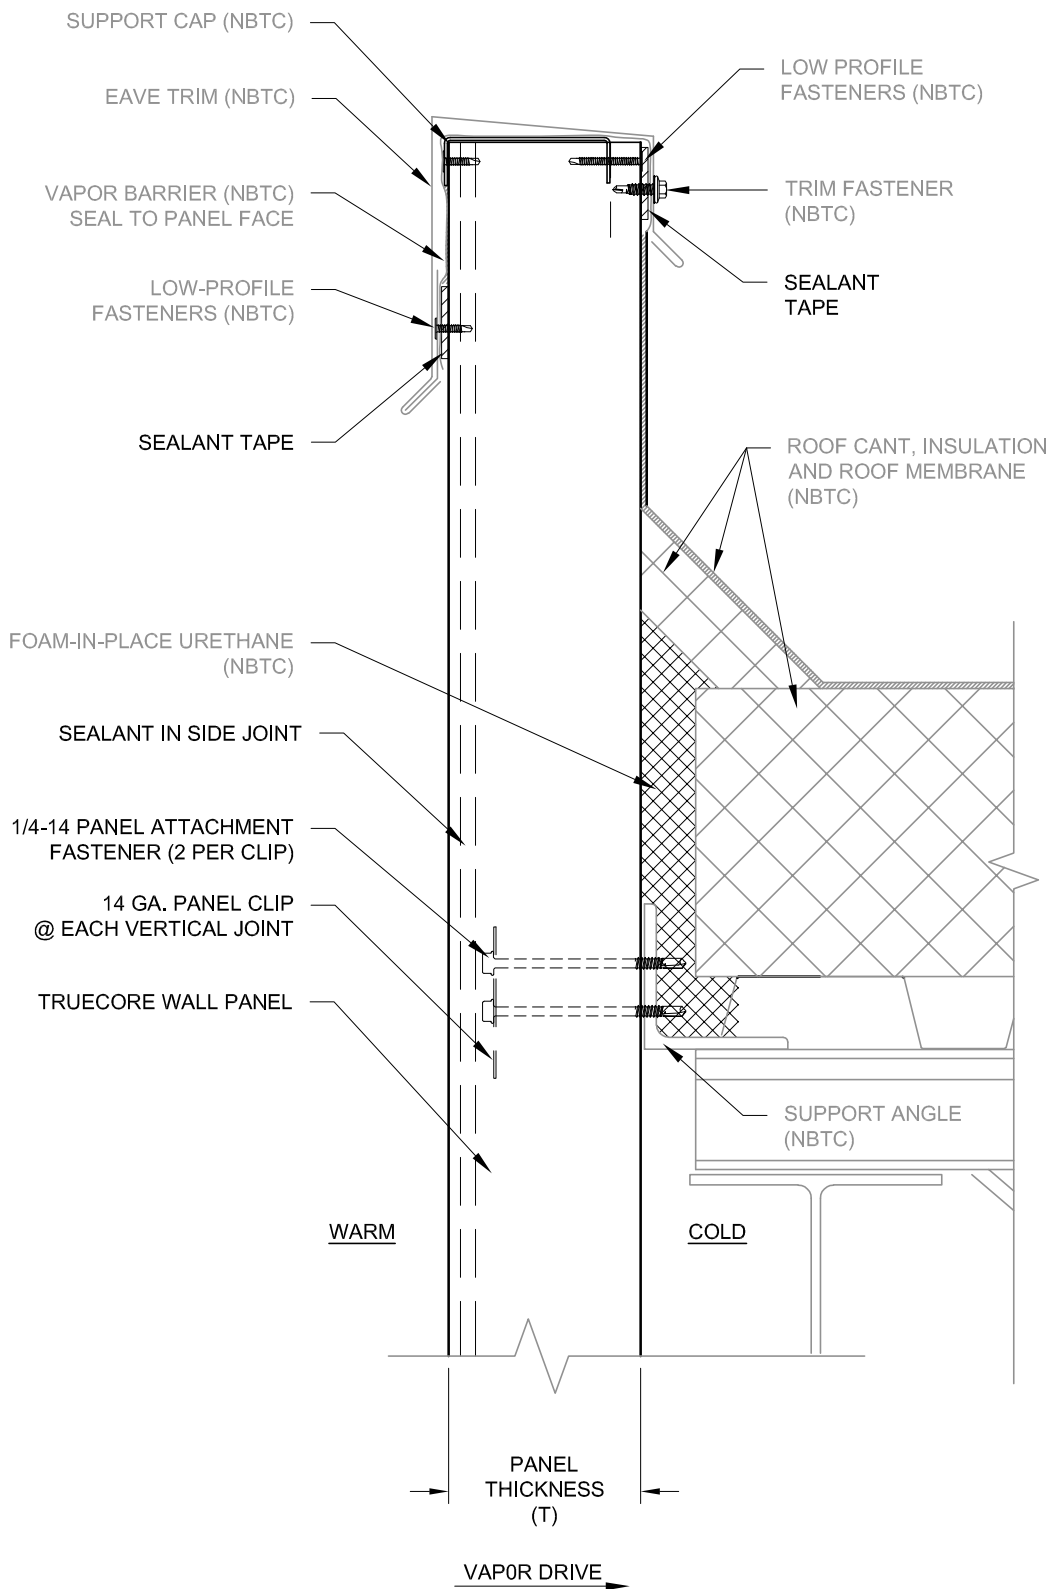 SUPPORT CAP (NBTC)
EAVE TRIM (NBTC)
VAPOR BARRIER (NBTC)
SEAL TO PANEL FACE
LOW-PROFILE
FASTENERS (NBTC)
SEALANT TAPE
LOW PROFILE
FASTENERS (NBTC)
TRIM FASTENER
(NBTC)
SEALANT
TAPE
ROOF CANT, INSULATION
AND ROOF MEMBRANE
(NBTC)
FOAM-IN-PLACE URETHANE
(NBTC)
SEALANT IN SIDE JOINT
1/4-14 PANEL ATTACHMENT
FASTENER (2 PER CLIP)
14 GA. PANEL CLIP
@ EACH VERTICAL JOINT
TRUECORE WALL PANEL
SUPPORT ANGLE
(NBTC)
WARM
COLD
PANEL
THICKNESS
(T)
VAP0R DRIVE